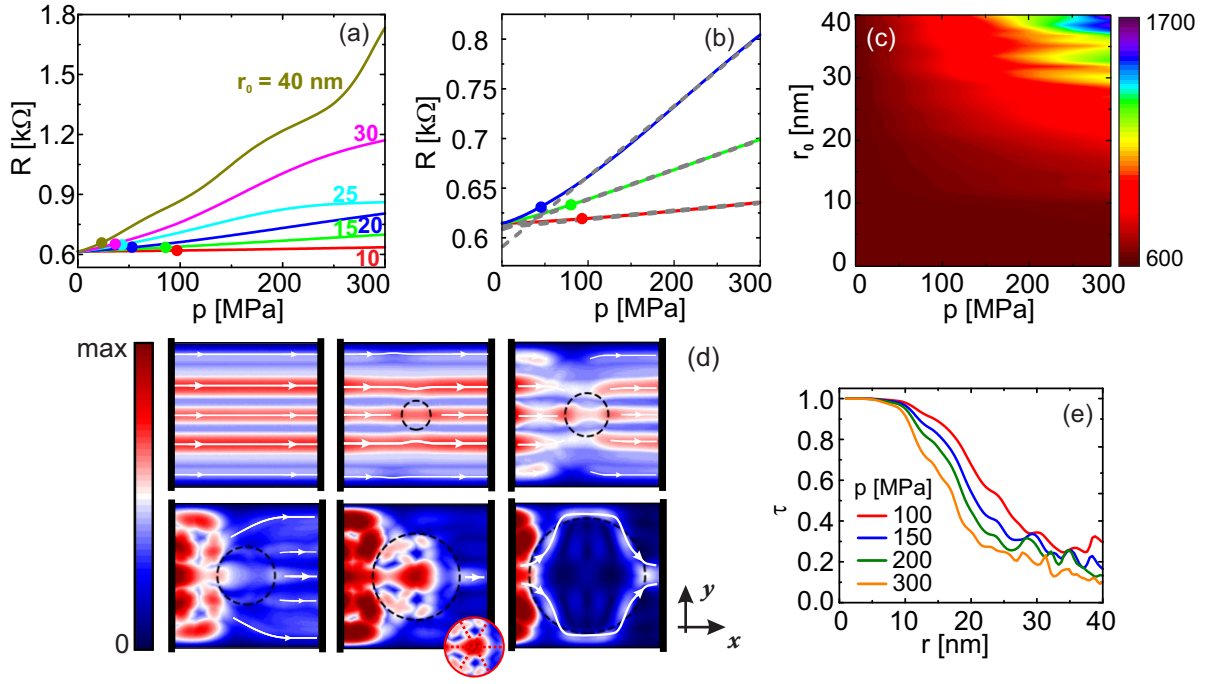 (a)
r₀ = 40 nm
30
25
20
15
10
R [kΩ]
1.8
1.5
1.2
0.9
0.6
0
100
200
300
p [MPa]
(b)
R [kΩ]
0.8
0.75
0.7
0.65
0.6
0
100
200
300
p [MPa]
(c)
r₀ [nm]
40
30
20
10
0
0
100
200
300
p [MPa]
1700
600
max
0
(d)
y
x
(e)
τ
1.0
0.8
0.6
0.4
0.2
0.0
p [MPa]
100
150
200
300
0
10
20
30
40
r [nm]